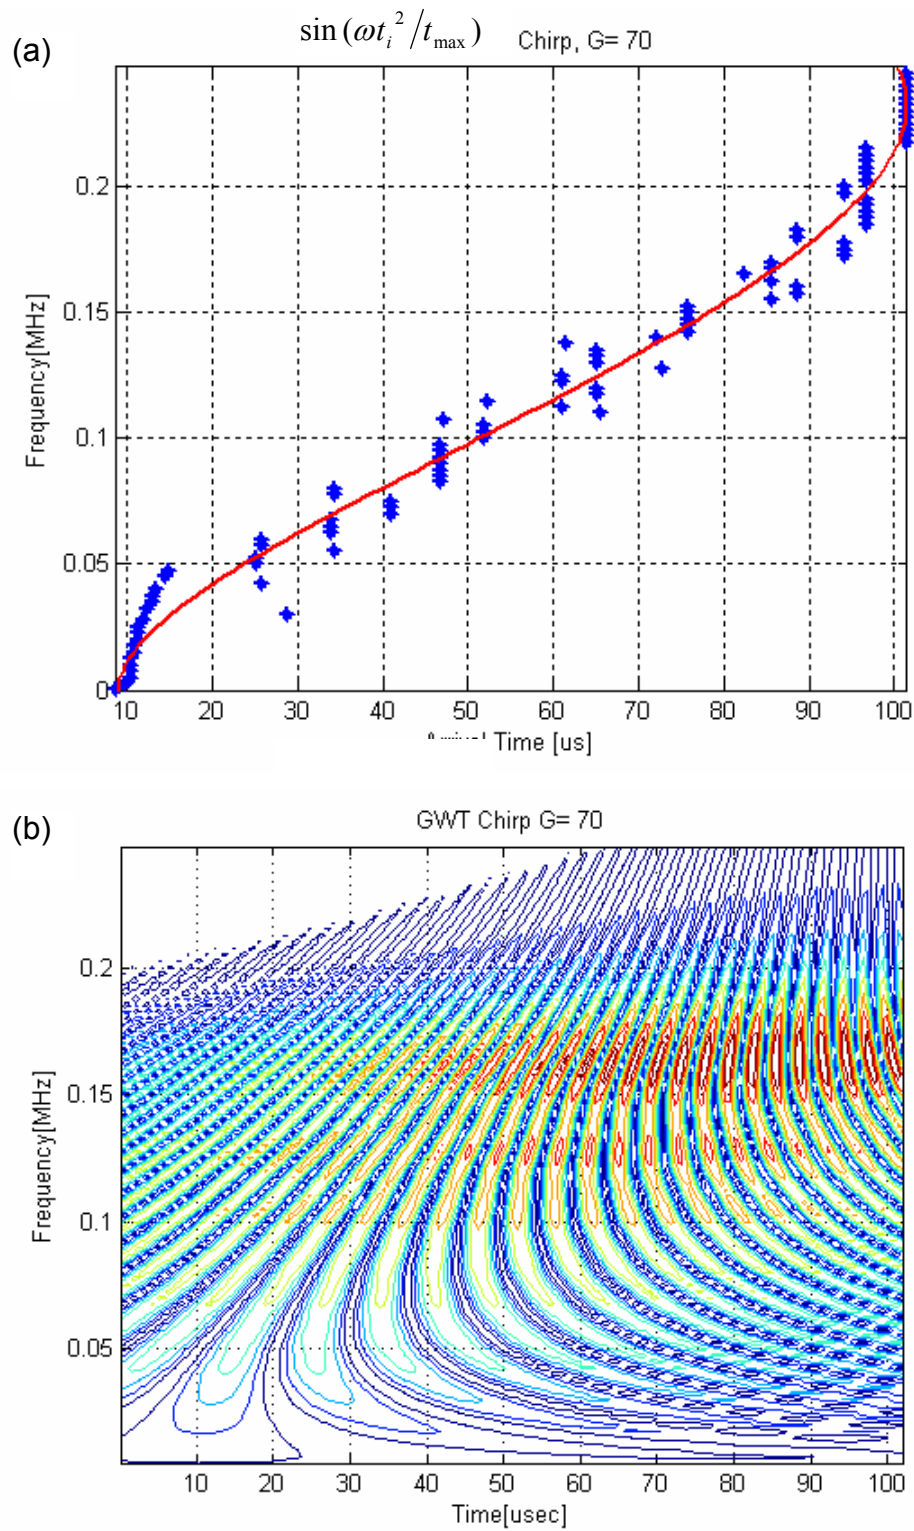 sin (ωtᵢ²/tmax)
(a)
Chirp, G= 70
0.2
0.15
0.1
0.05
0
Frequency[MHz]
10 20 30 40 50 60 70 80 90 100
Time [us]
(b)
GWT Chirp G= 70
0.2
0.15
0.1
0.05
Frequency[MHz]
10 20 30 40 50 60 70 80 90 100
Time[usec]